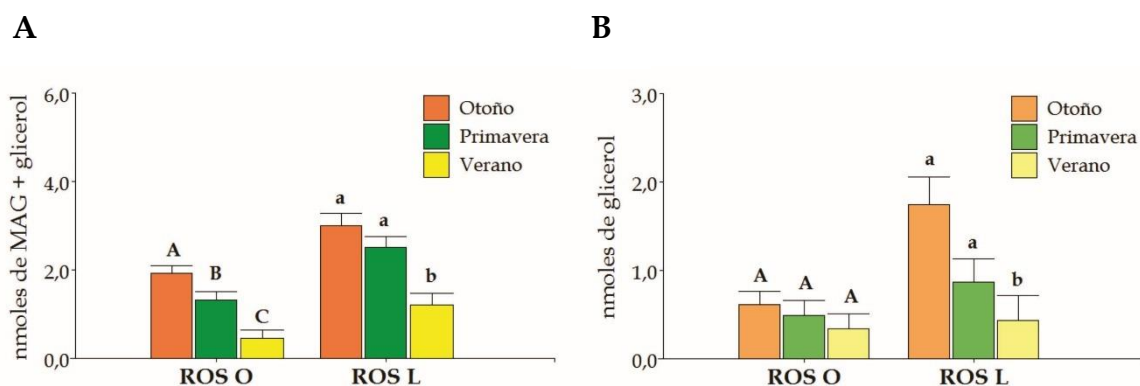 A
nmoles de MAG + glicerol
6,0
4,0
2,0
0,0
Otoño
Primavera
Verano
A
B
C
a
a
b
ROS O
ROS L
B
nmoles de glicerol
3,0
2,0
1,0
0,0
Otoño
Primavera
Verano
A
A
A
a
a
b
ROS O
ROS L